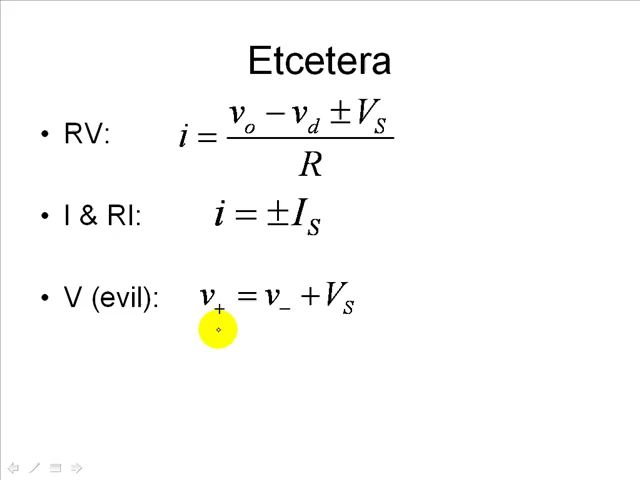 Etcetera
• RV: i = (v_o − v_d ± V_S) / R
• I & RI: i = ±I_S
• V (evil): v_+ = v_− + V_S